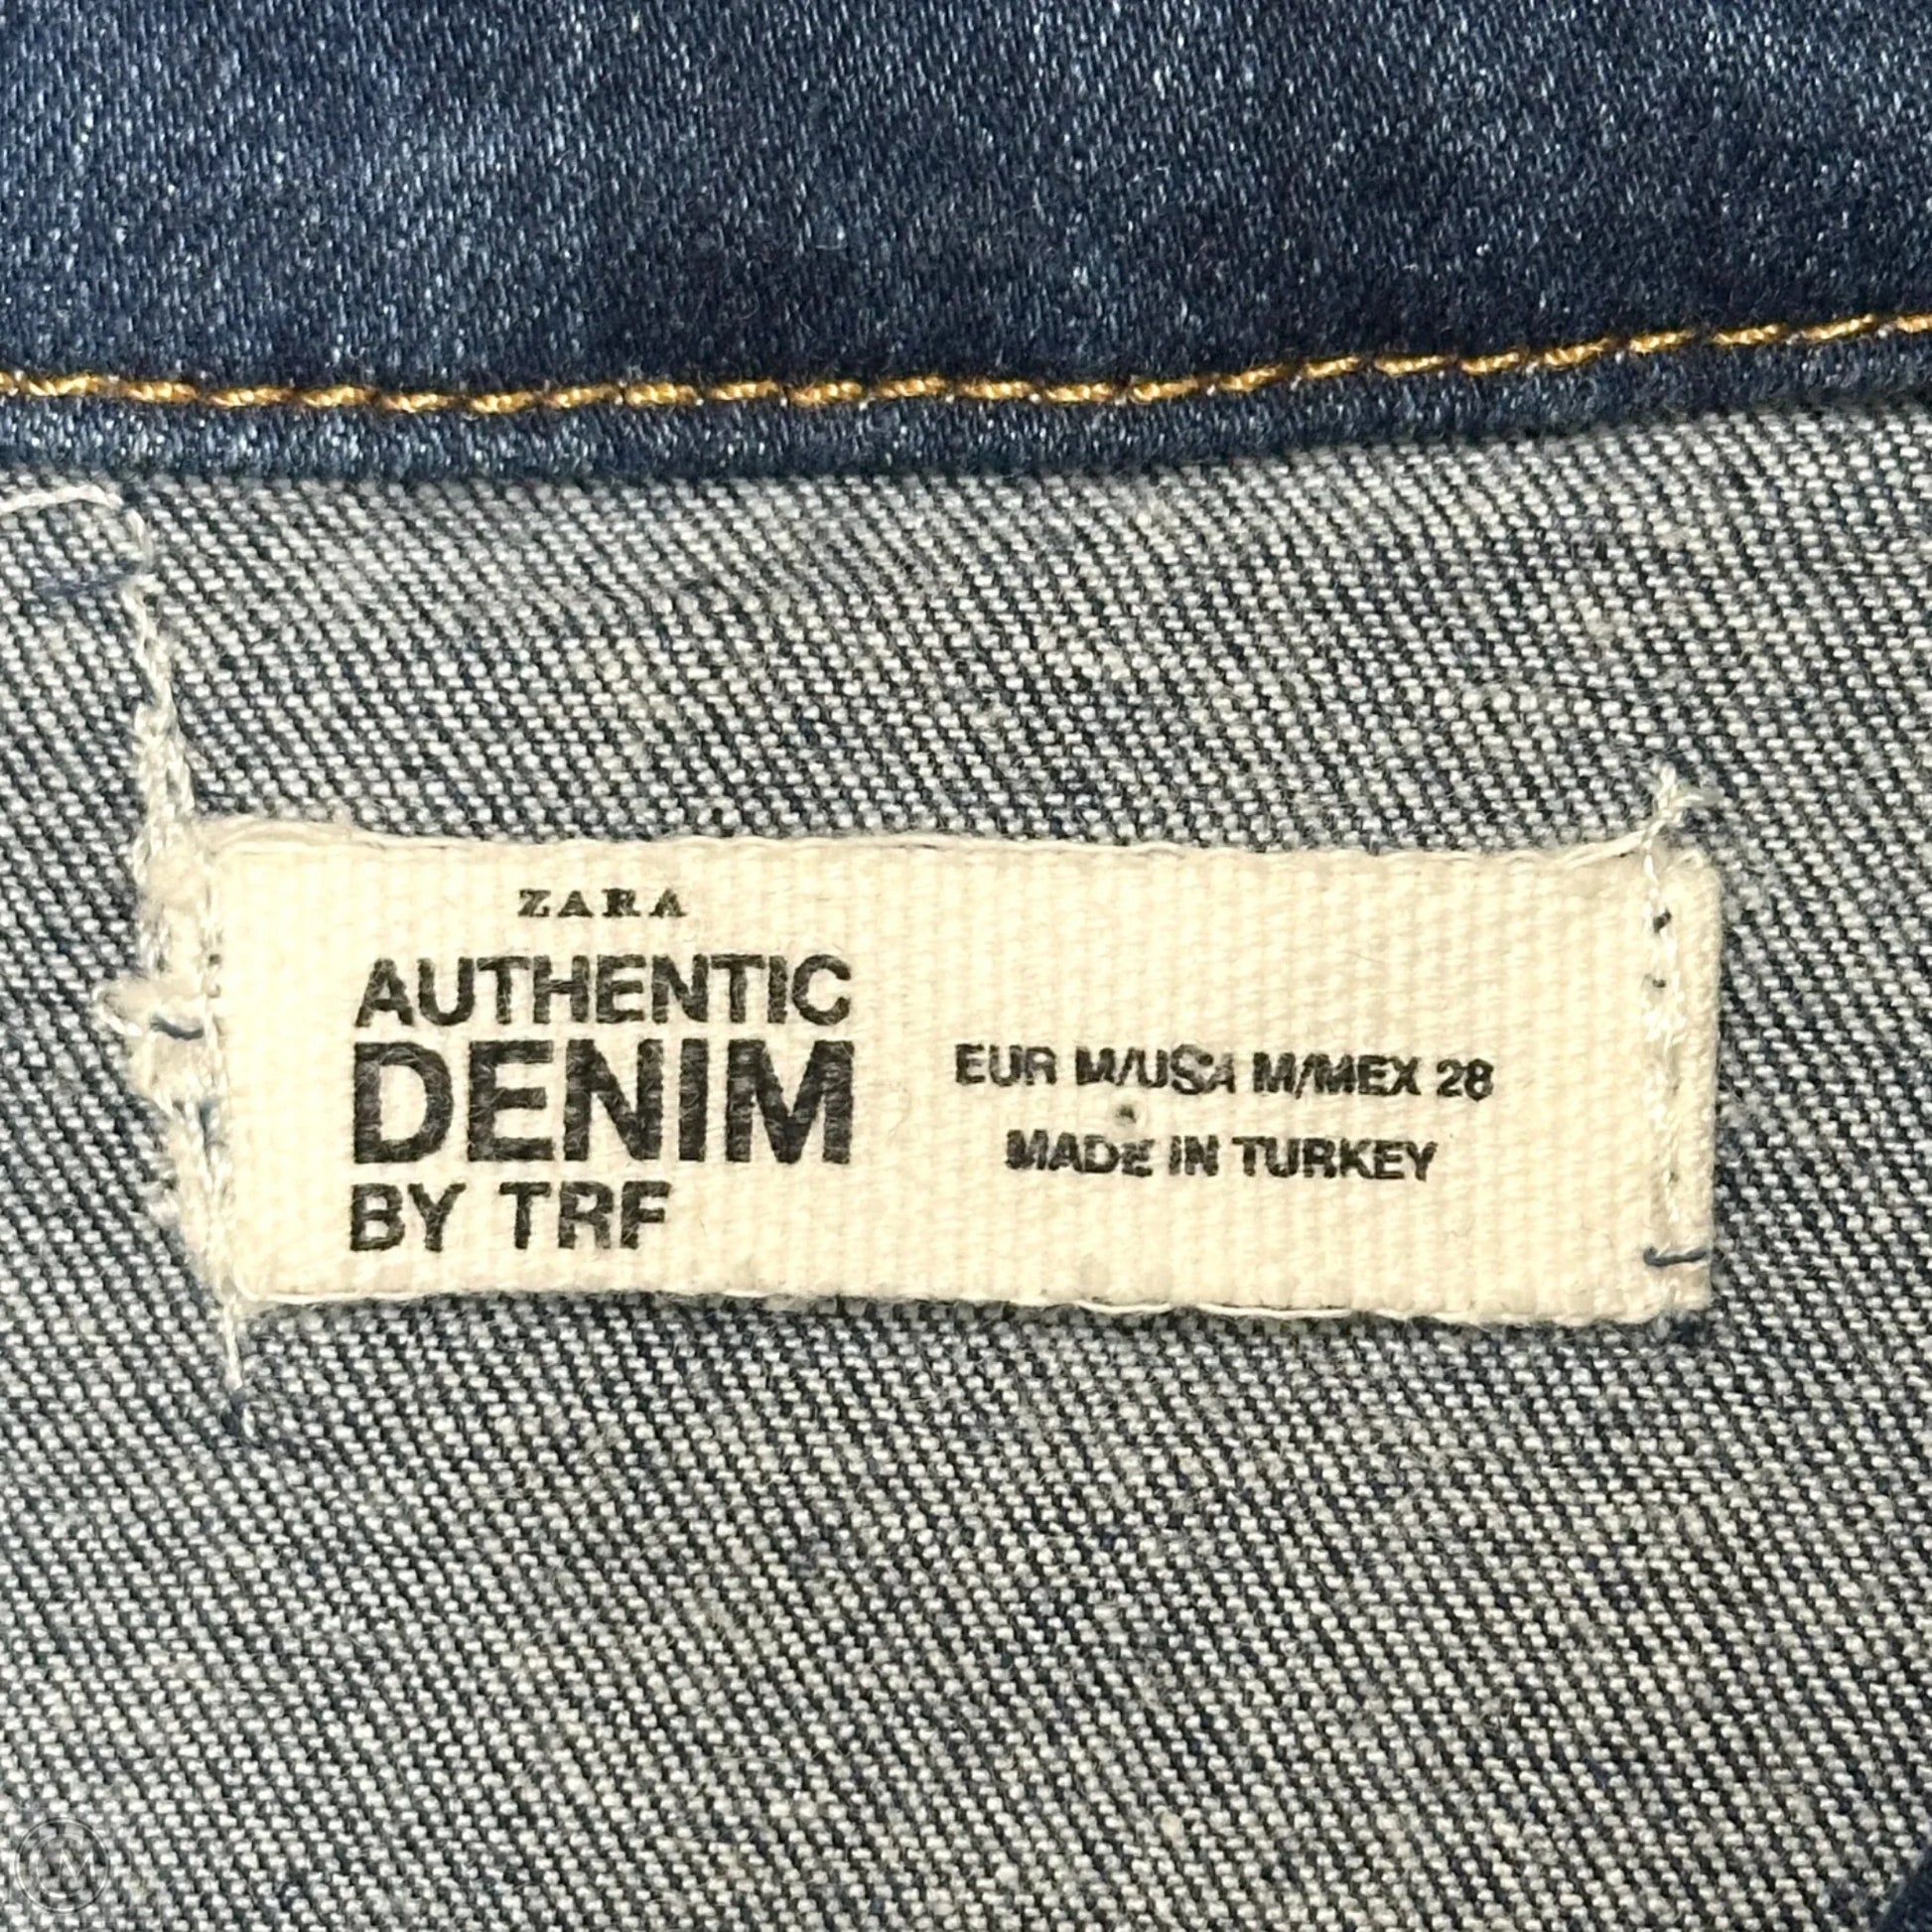 ZARA
AUTHENTIC
DENIM
BY TRF
EUR M/USA M/MEX 28
MADE IN TURKEY